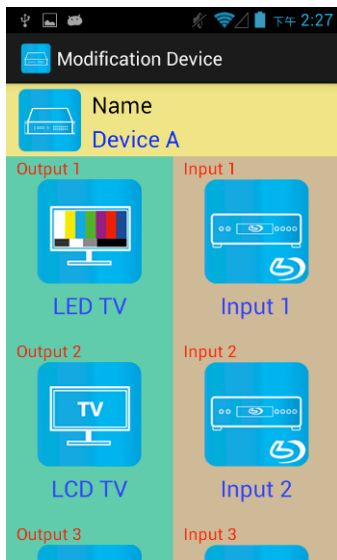 下午 2:27
Modification Device
Name
Device A
Output 1
Input 1
LED TV
Input 1
Output 2
Input 2
TV
LCD TV
Input 2
Output 3
Input 3